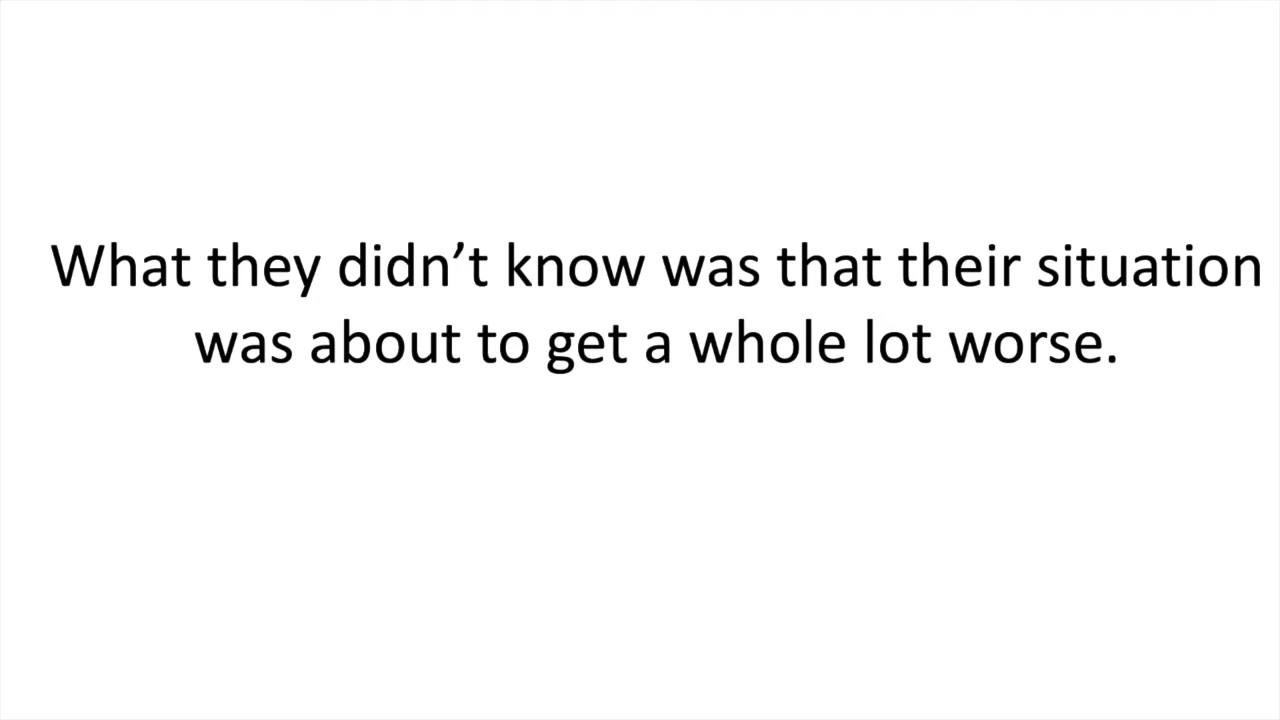 What they didn’t know was that their situation
was about to get a whole lot worse.